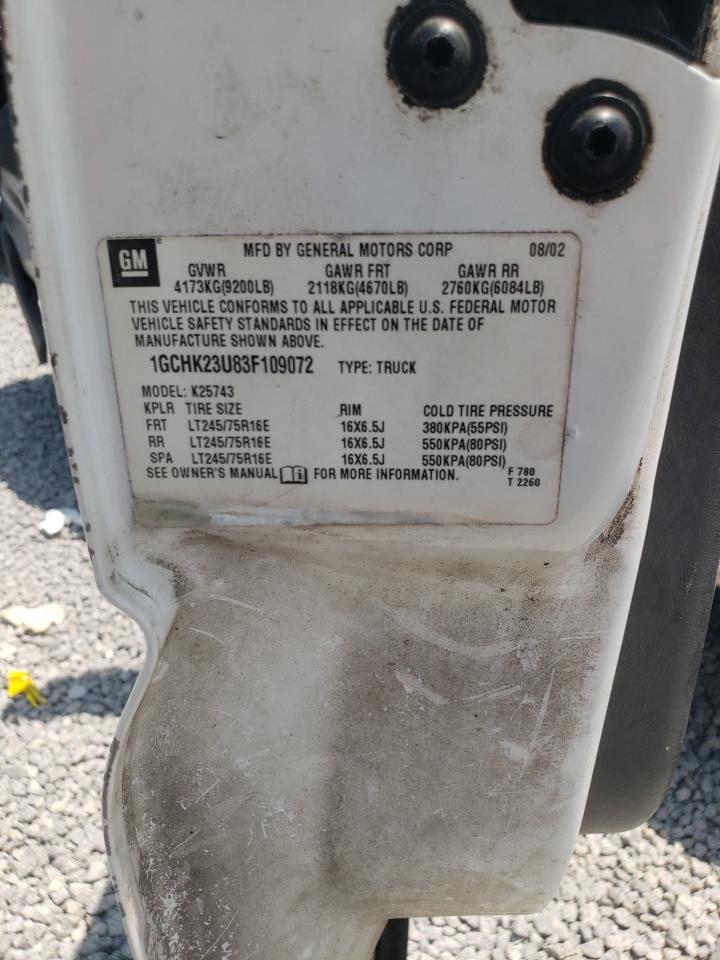 GM MFD BY GENERAL MOTORS CORP 08/02
GVWR GAWR FRT GAWR RR
4173KG(9200LB) 2118KG(4670LB) 2760KG(6084LB)
THIS VEHICLE CONFORMS TO ALL APPLICABLE U.S. FEDERAL MOTOR
VEHICLE SAFETY STANDARDS IN EFFECT ON THE DATE OF
MANUFACTURE SHOWN ABOVE.
1GCHK23U83F109072 TYPE: TRUCK
MODEL: K25743
KPLR TIRE SIZE RIM COLD TIRE PRESSURE
FRT LT245/75R16E 16X6.5J 380KPA(55PSI)
RR LT245/75R16E 16X6.5J 550KPA(80PSI)
SPA LT245/75R16E 16X6.5J 550KPA(80PSI)
SEE OWNER'S MANUAL i FOR MORE INFORMATION. F 780
T 2260